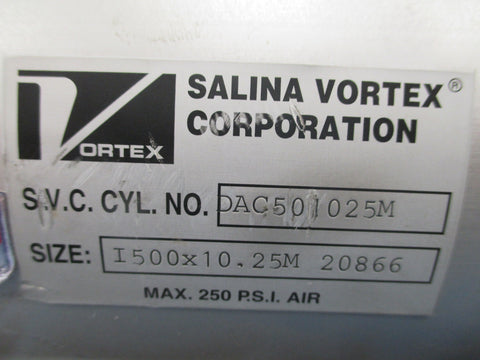 VORTEX
SALINA VORTEX®
CORPORATION
S.V.C. CYL. NO. DAC501025M
SIZE: I500x10.25M 20866
MAX. 250 P.S.I. AIR